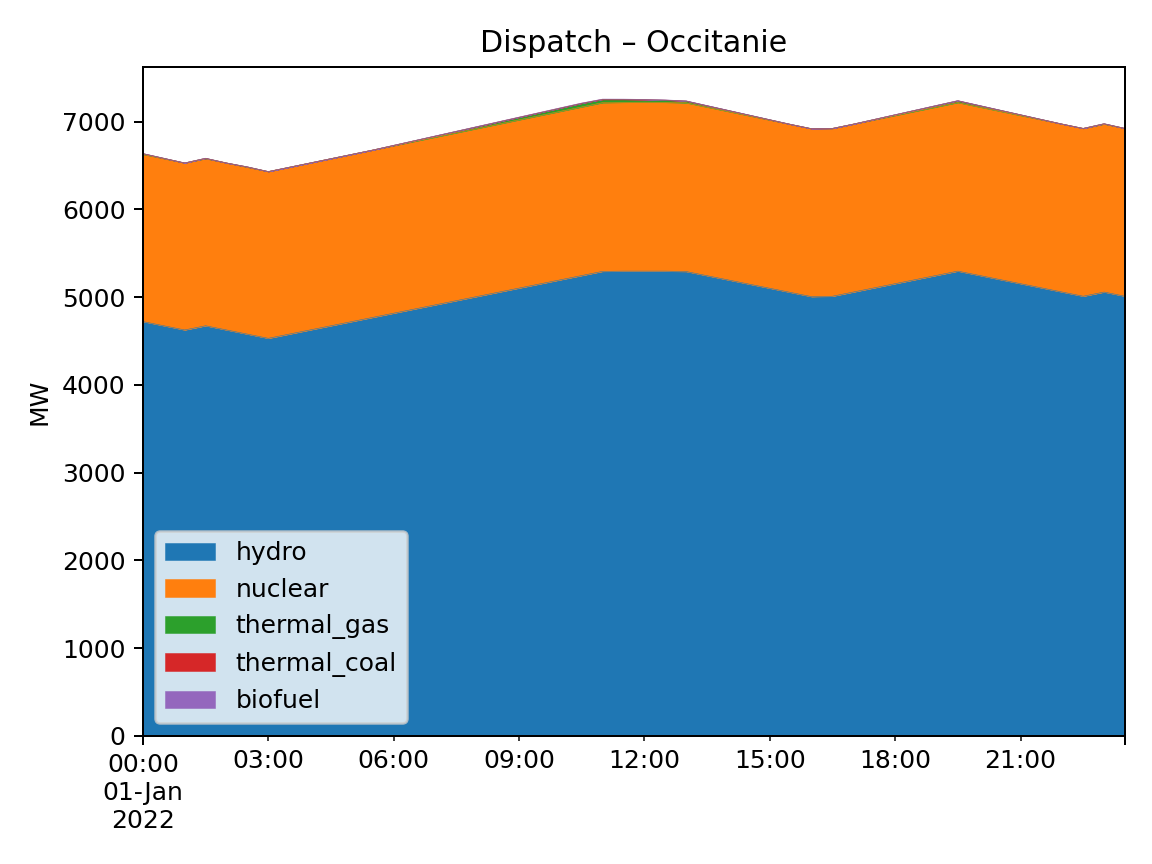 Dispatch – Occitanie
MW
7000
6000
5000
4000
3000
2000
1000
0
hydro
nuclear
thermal_gas
thermal_coal
biofuel
00:00 03:00 06:00 09:00 12:00 15:00 18:00 21:00
01-Jan
2022